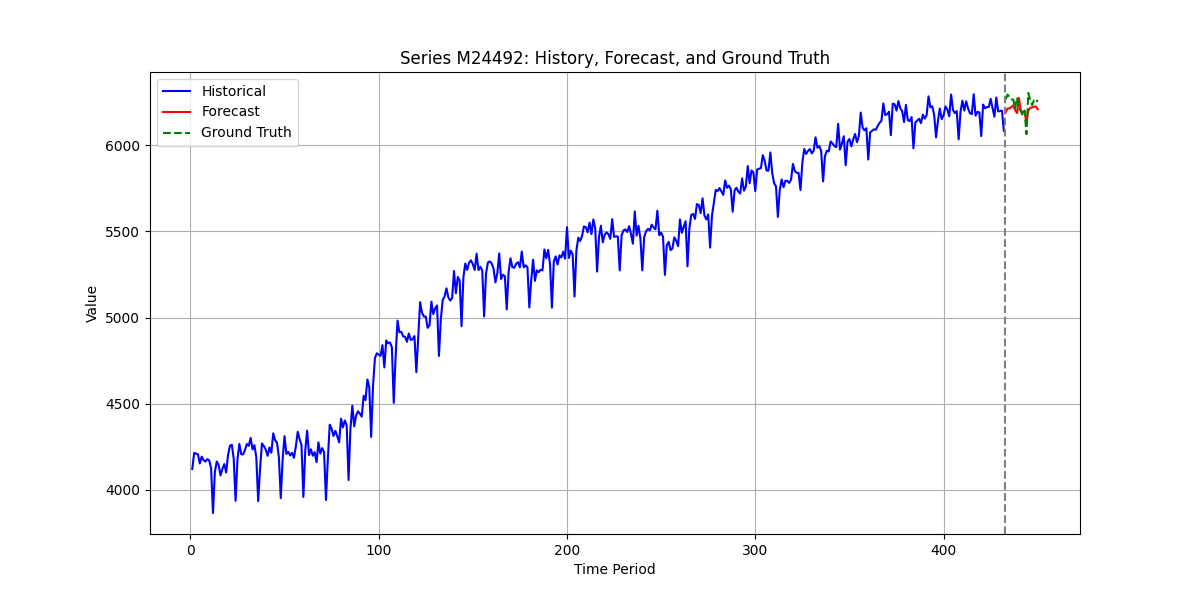 Series M24492: History, Forecast, and Ground Truth
Historical
Forecast
Ground Truth
Value
6000
5500
5000
4500
4000
0 100 200 300 400
Time Period